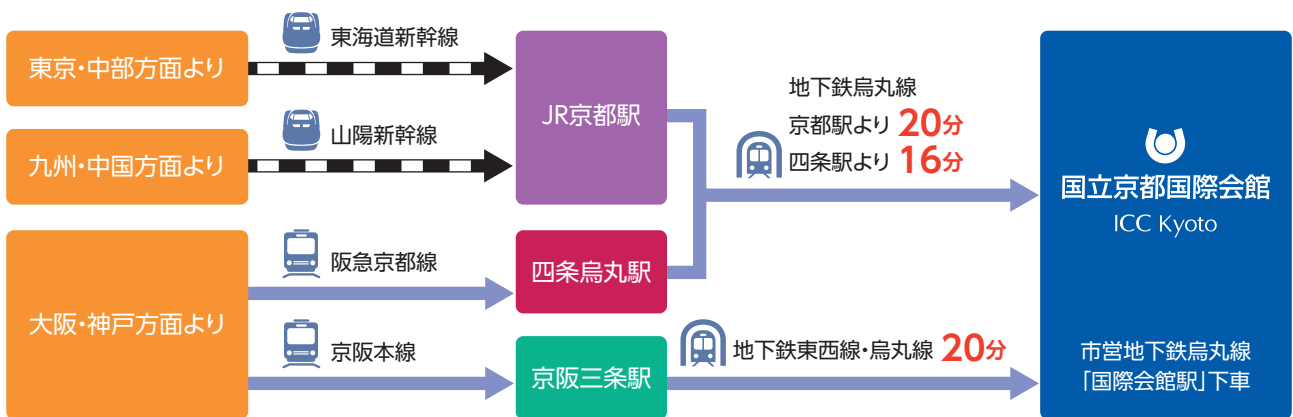 東京・中部方面より
東海道新幹線
九州・中国方面より
山陽新幹線
JR京都駅
大阪・神戸方面より
阪急京都線
四条烏丸駅
京阪本線
京阪三条駅
地下鉄烏丸線
京都駅より 20分
四条駅より 16分
地下鉄東西線・烏丸線 20分
国立京都国際会館
ICC Kyoto
市営地下鉄烏丸線
「国際会館駅」下車